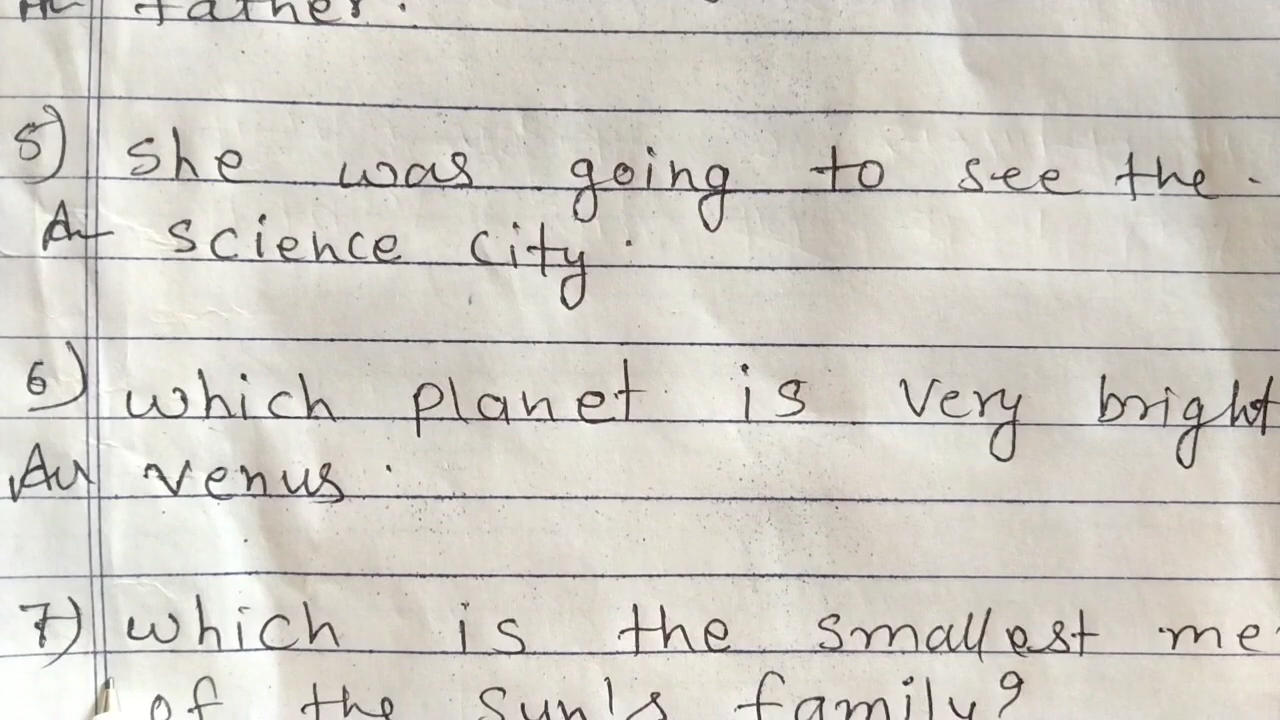 father.
5) she was going to see the.
An science city.
6) which planet is very bright
An venus.
7) which is the smallest me
of the sun's family?